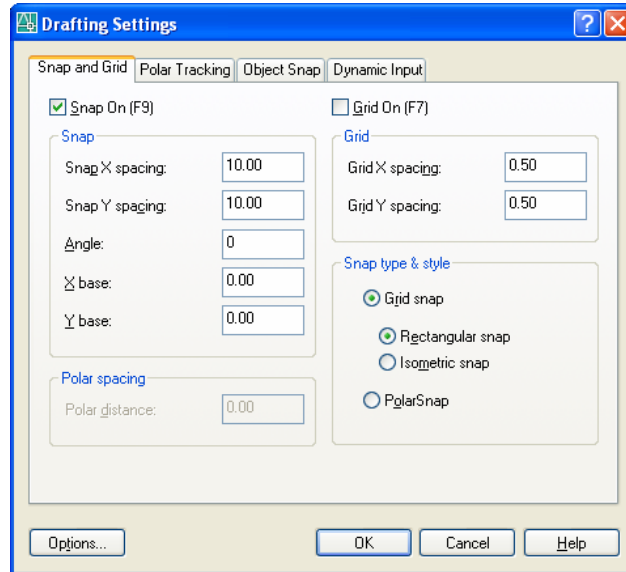 Drafting Settings
Snap and Grid
Polar Tracking
Object Snap
Dynamic Input
Snap On (F9)
Snap
Snap X spacing: 10.00
Snap Y spacing: 10.00
Angle: 0
X base: 0.00
Y base: 0.00
Polar spacing
Polar distance: 0.00
Grid On (F7)
Grid
Grid X spacing: 0.50
Grid Y spacing: 0.50
Snap type & style
Grid snap
Rectangular snap
Isometric snap
PolarSnap
Options...
OK
Cancel
Help